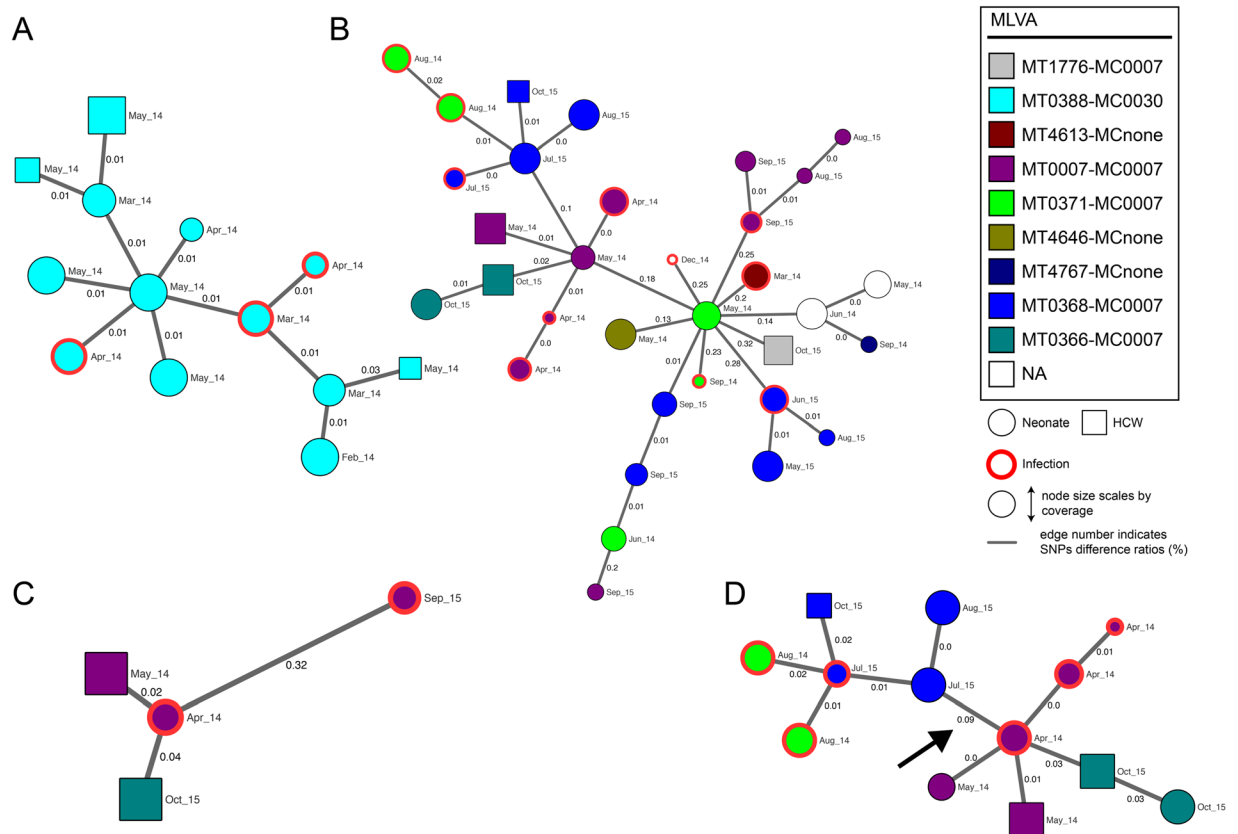 A
May_14
0.01
May_14
0.01
Mar_14
0.01
Apr_14
0.01
May_14
0.01
May_14
0.01
Apr_14
0.01
Mar_14
0.01
Apr_14
0.01
May_14
0.01
0.03
May_14
Mar_14
0.01
Feb_14
B
Aug_14
0.02
Aug_14
0.01
Oct_15
0.01
Aug_15
0.0
Jul_15
0.0
Jul_15
0.1
Apr_14
0.0
May_14
0.01
May_14
0.02
Oct_15
0.01
Oct_15
0.01
Apr_14
0.0
Apr_14
0.18
Aug_15
0.0
Aug_15
Sep_15
0.01
0.01
Sep_15
0.25
Dec_14
0.25
Mar_14
0.2
May_14
May_14
0.0
Jun_14
0.14
0.0
Sep_14
0.13
May_14
0.32
Oct_15
0.23
Sep_14
0.28
Jun_15
0.01
Aug_15
0.01
May_15
0.01
Sep_15
0.01
Sep_15
0.01
Jun_14
0.2
Sep_15
MLVA
MT1776-MC0007
MT0388-MC0030
MT4613-MCnone
MT0007-MC0007
MT0371-MC0007
MT4646-MCnone
MT4767-MCnone
MT0368-MC0007
MT0366-MC0007
NA
Neonate
HCW
Infection
node size scales by
coverage
edge number indicates
SNPs difference ratios (%)
C
Sep_15
0.32
May_14
0.02
Apr_14
0.04
Oct_15
D
Oct_15
0.02
Aug_15
0.0
Aug_14
0.02
Jul_15
0.01
Jul_15
0.01
Aug_14
0.09
Apr_14
0.01
Apr_14
0.0
Apr_14
0.0
May_14
0.01
May_14
0.03
Oct_15
0.03
Oct_15